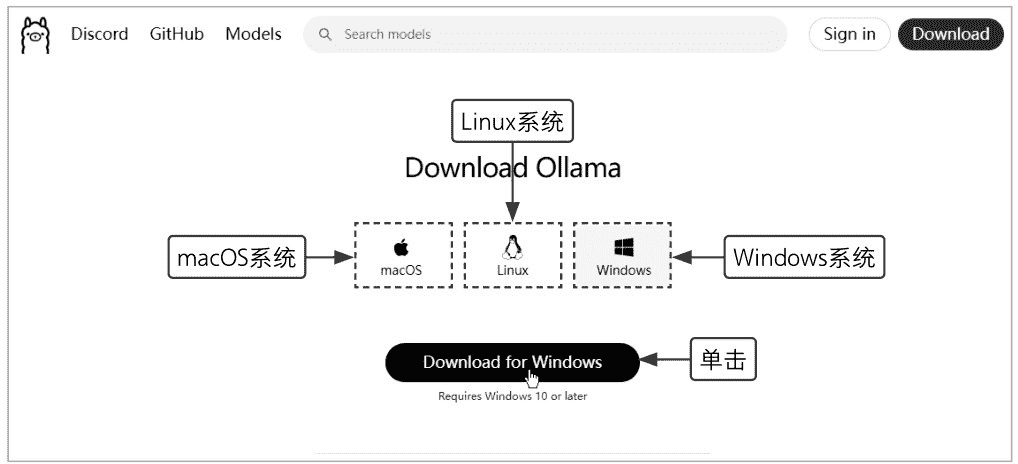 Discord GitHub Models Search models Sign in Download
Linux系统
Download Ollama
macOS系统
macOS
Linux
Windows
Windows系统
Download for Windows
单击
Requires Windows 10 or later